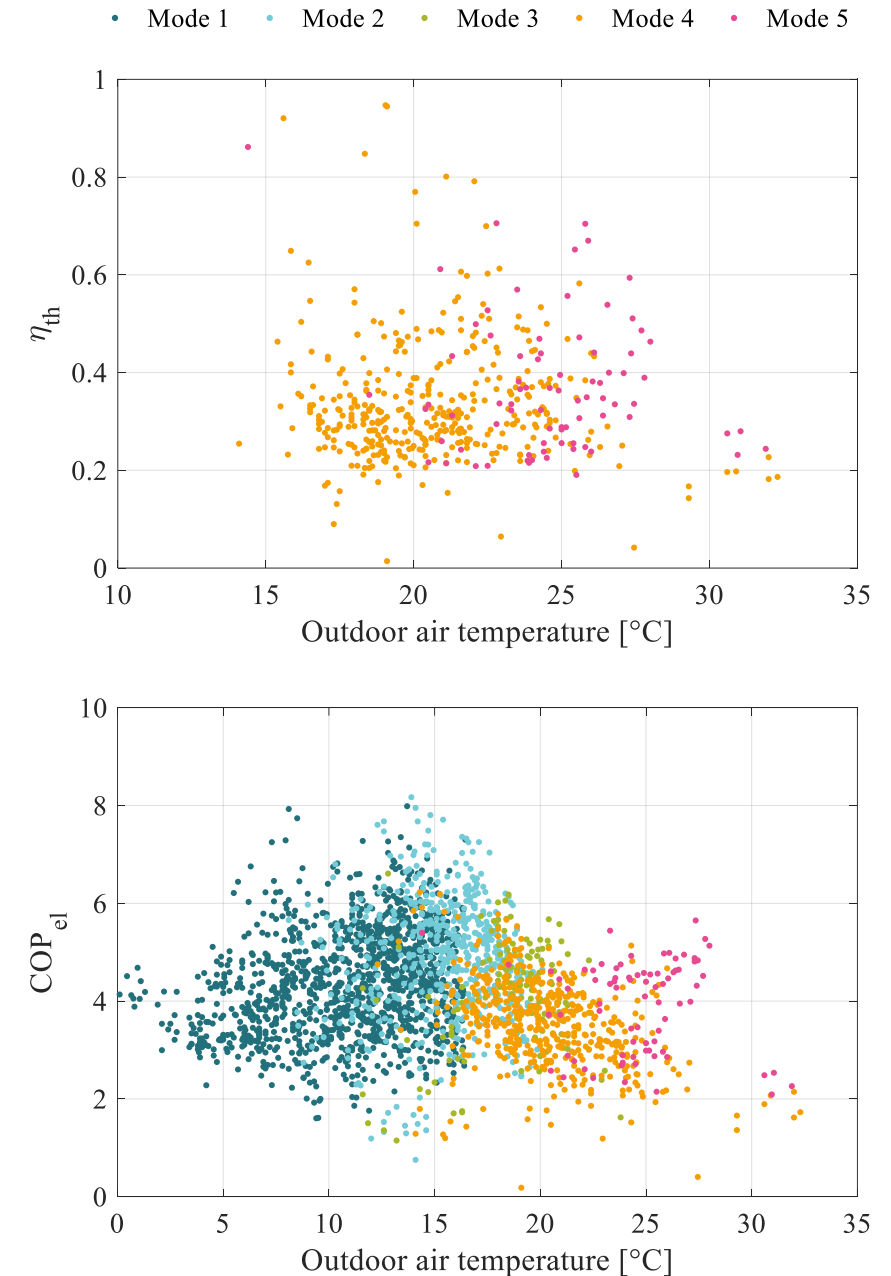 Mode 1 Mode 2 Mode 3 Mode 4 Mode 5
1
0.8
0.6
0.4
0.2
0
η_th
10 15 20 25 30 35
Outdoor air temperature [°C]
10
8
6
4
2
0
COP_el
0 5 10 15 20 25 30 35
Outdoor air temperature [°C]